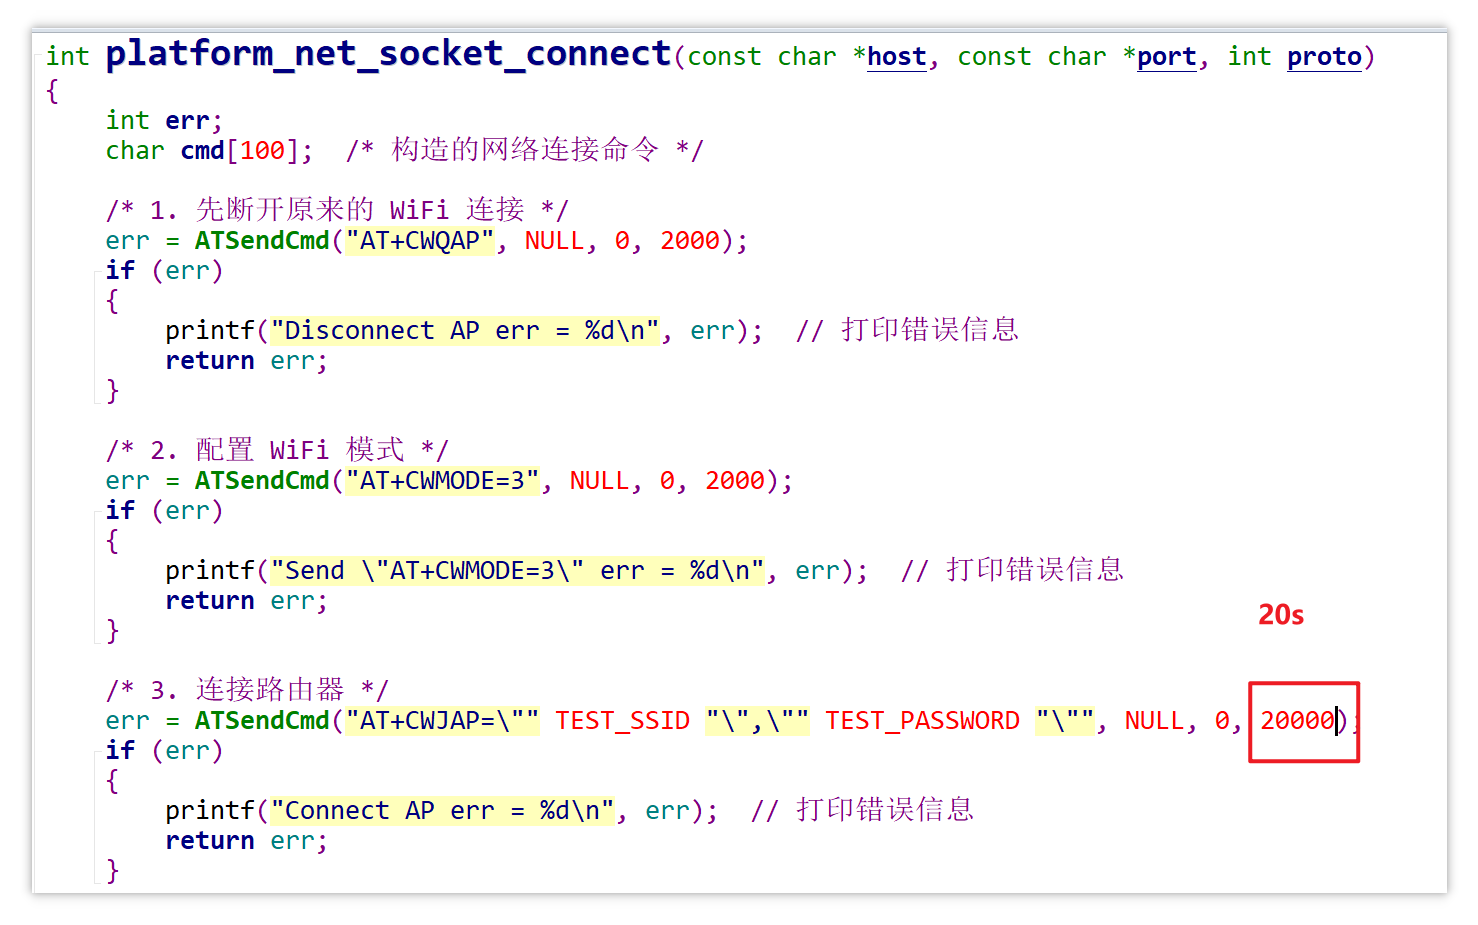 int platform_net_socket_connect(const char *host, const char *port, int proto)
{
    int err;
    char cmd[100];  /* 构造的网络连接命令 */
    /* 1. 先断开原来的 WiFi 连接 */
    err = ATSendCmd("AT+CWQAP", NULL, 0, 2000);
    if (err)
    {
        printf("Disconnect AP err = %d\n", err);  // 打印错误信息
        return err;
    }
    /* 2. 配置 WiFi 模式 */
    err = ATSendCmd("AT+CWMODE=3", NULL, 0, 2000);
    if (err)
    {
        printf("Send \"AT+CWMODE=3\" err = %d\n", err);  // 打印错误信息
        return err;
    }
20s
    /* 3. 连接路由器 */
    err = ATSendCmd("AT+CWJAP=\"" TEST_SSID "\",\"" TEST_PASSWORD "\"", NULL, 0, 20000);
    if (err)
    {
        printf("Connect AP err = %d\n", err);  // 打印错误信息
        return err;
    }